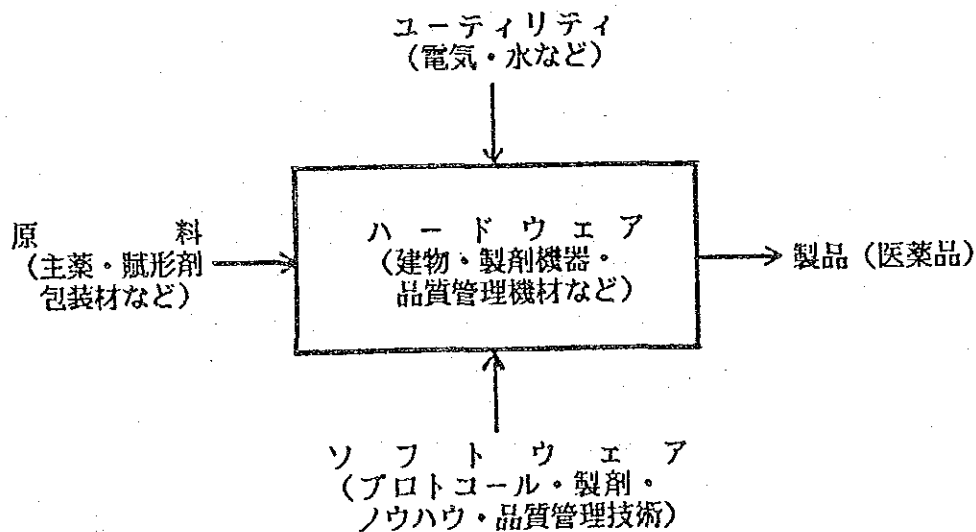 ユーティリティ
(電気・水など)
原料
(主薬・賦形剤
包装材など)
ハードウェア
(建物・製剤機器・
品質管理機材など)
製品(医薬品)
ソフトウェア
(プロトコール・製剤・
ノウハウ・品質管理技術)